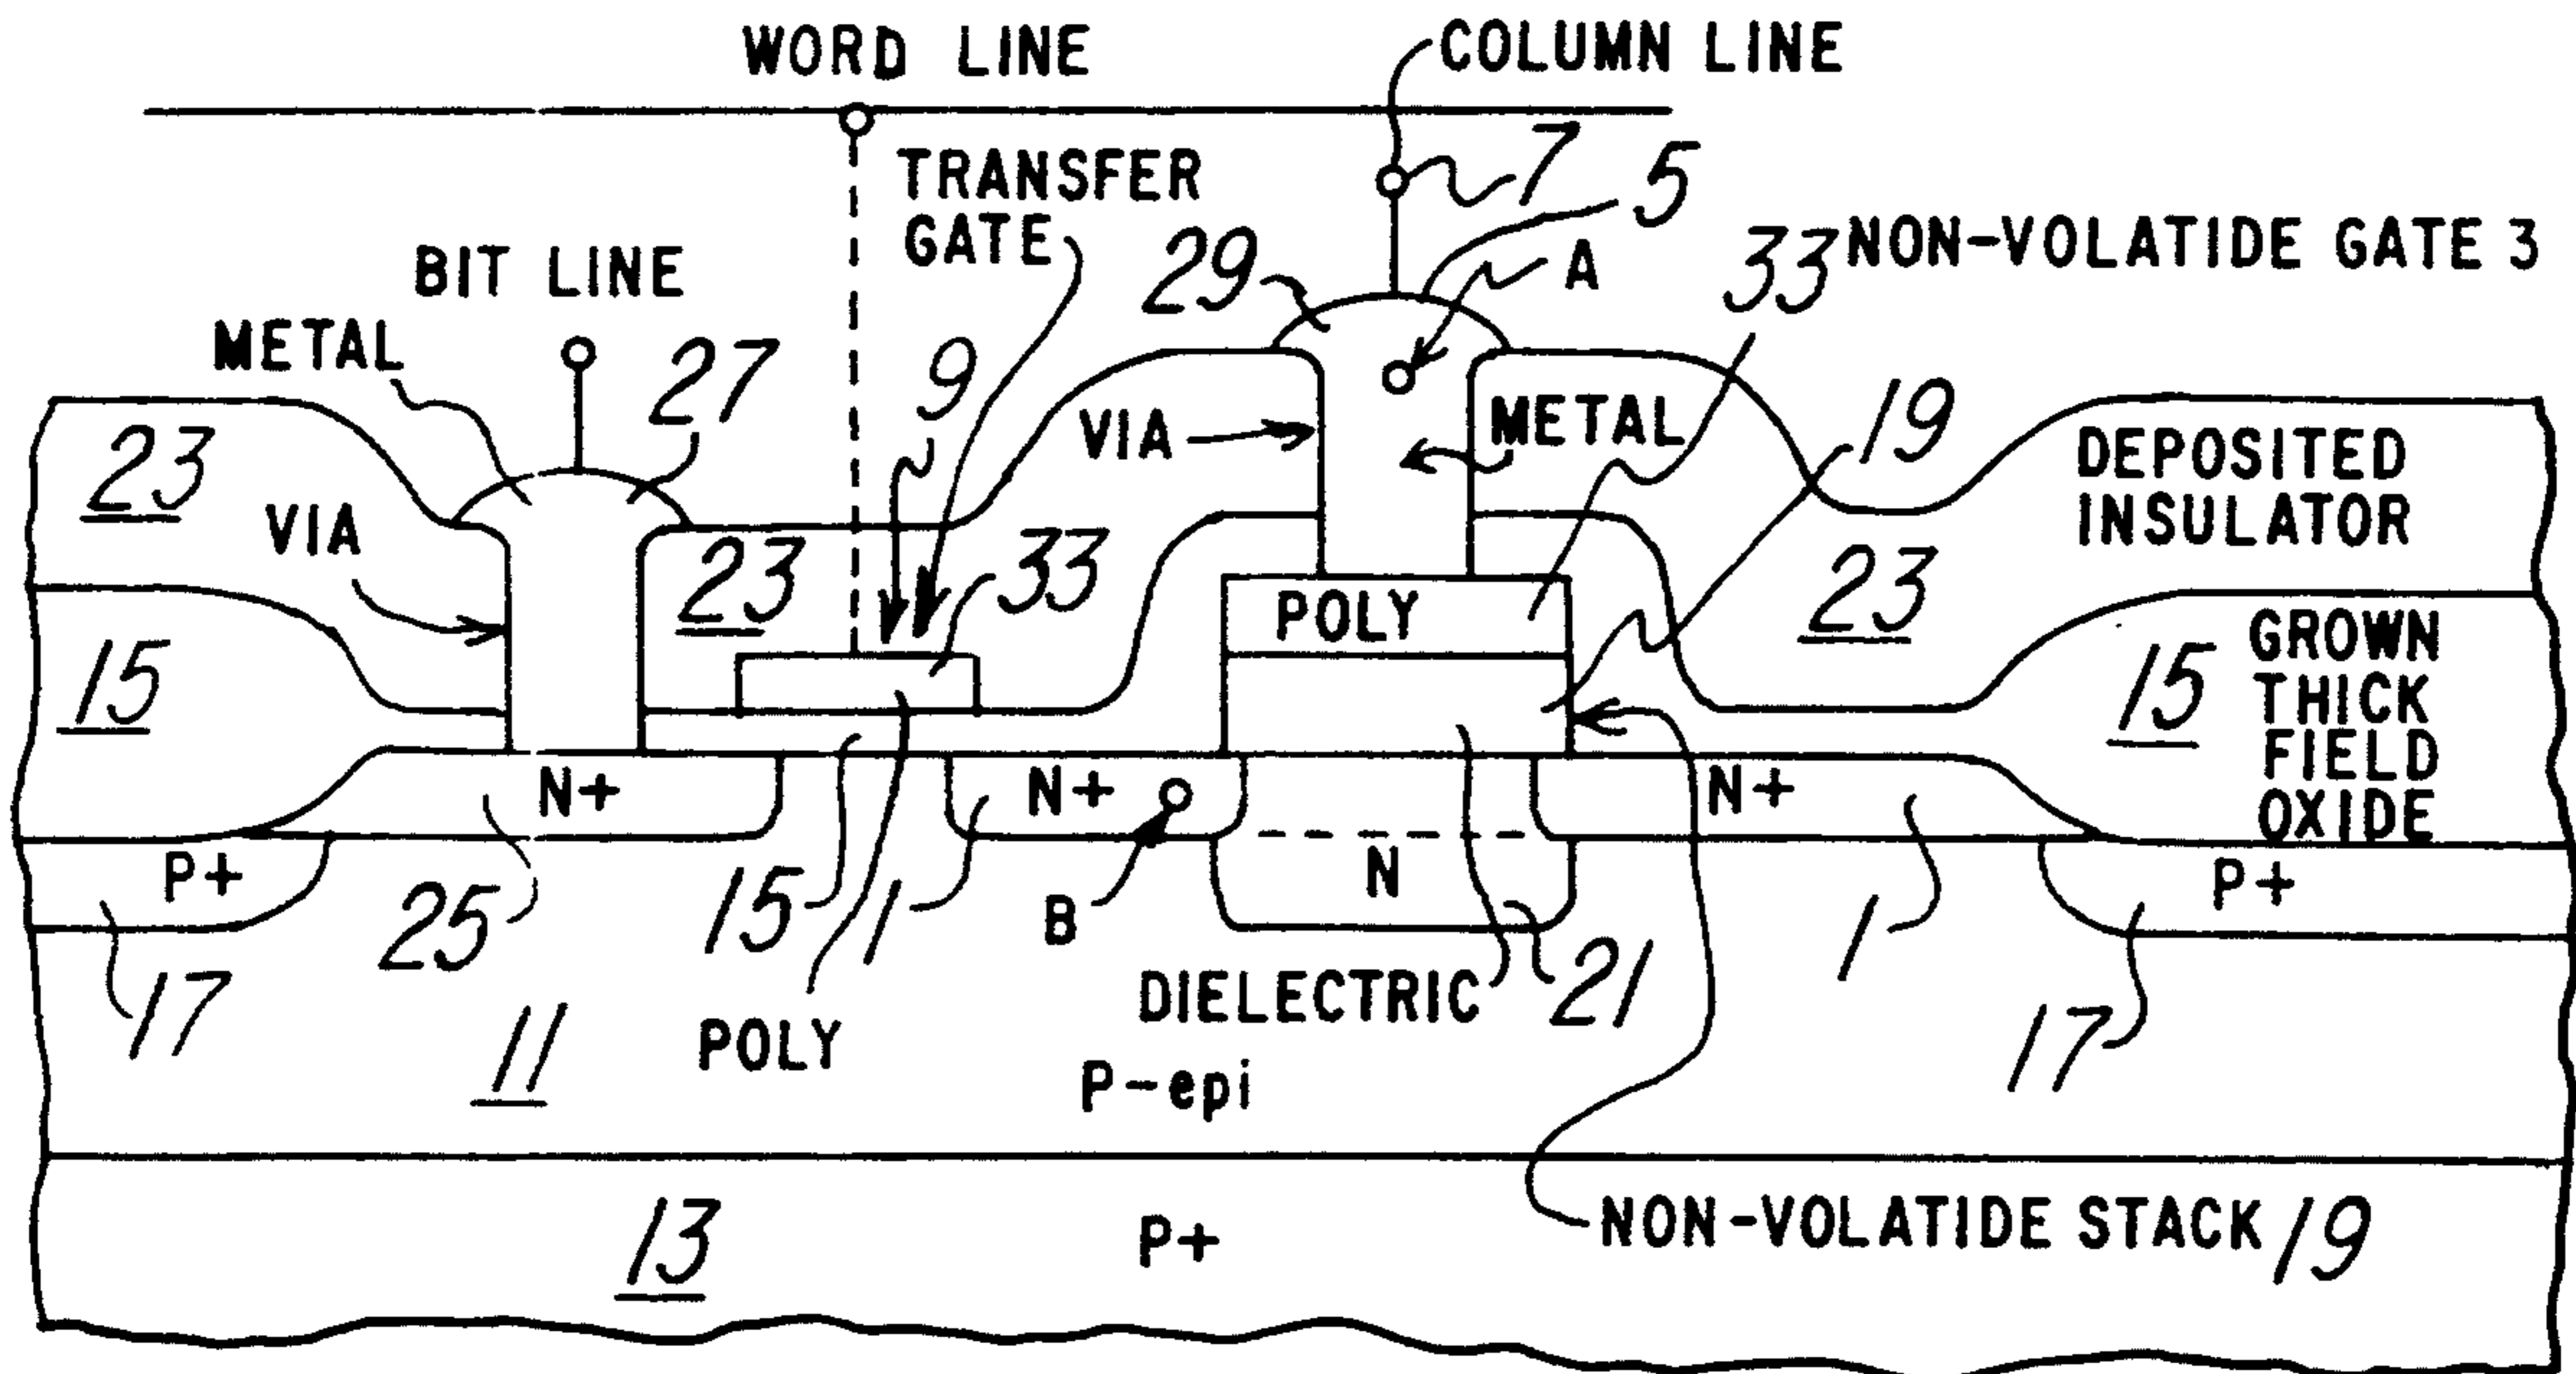 WORD LINE
COLUMN LINE
7
TRANSFER
GATE
5
BIT LINE
29
A
33
NON-VOLATIDE GATE 3
METAL
27
9
VIA
METAL
19
23
DEPOSITED
INSULATOR
VIA
23
33
23
POLY
15
15
GROWN
THICK
FIELD
OXIDE
N+
N+
N+
P+
25
15
1
B
N
1
P+
17
11
POLY
DIELECTRIC
21
17
P-epi
13
P+
NON-VOLATIDE STACK 19